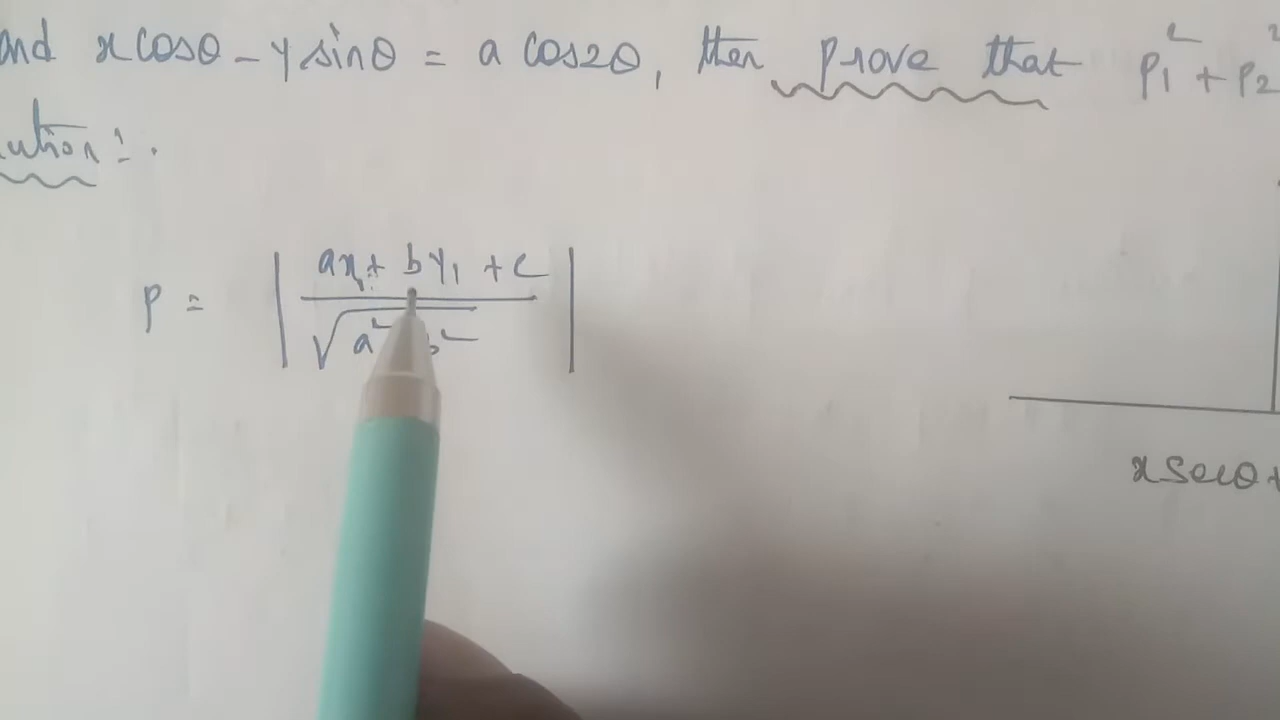 and x cosθ - y sinθ = a cos2θ, then prove that p₁² + p₂²
ution :-
p = | ax₁ + by₁ + c / √a² b² |
x secθ +